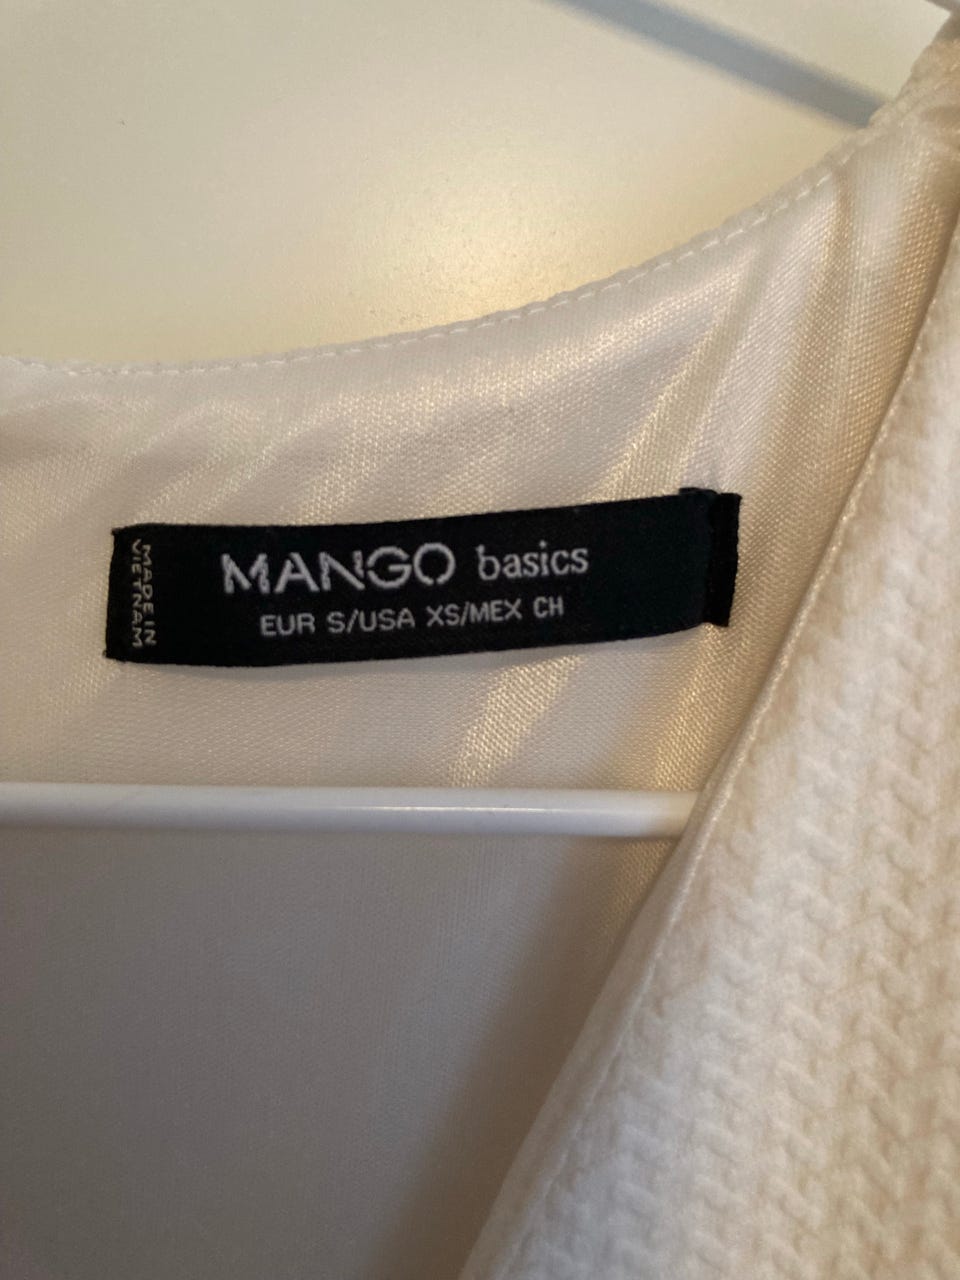 MANGO basics
EUR S/USA XS/MEX CH
MADE IN
VIETNAM